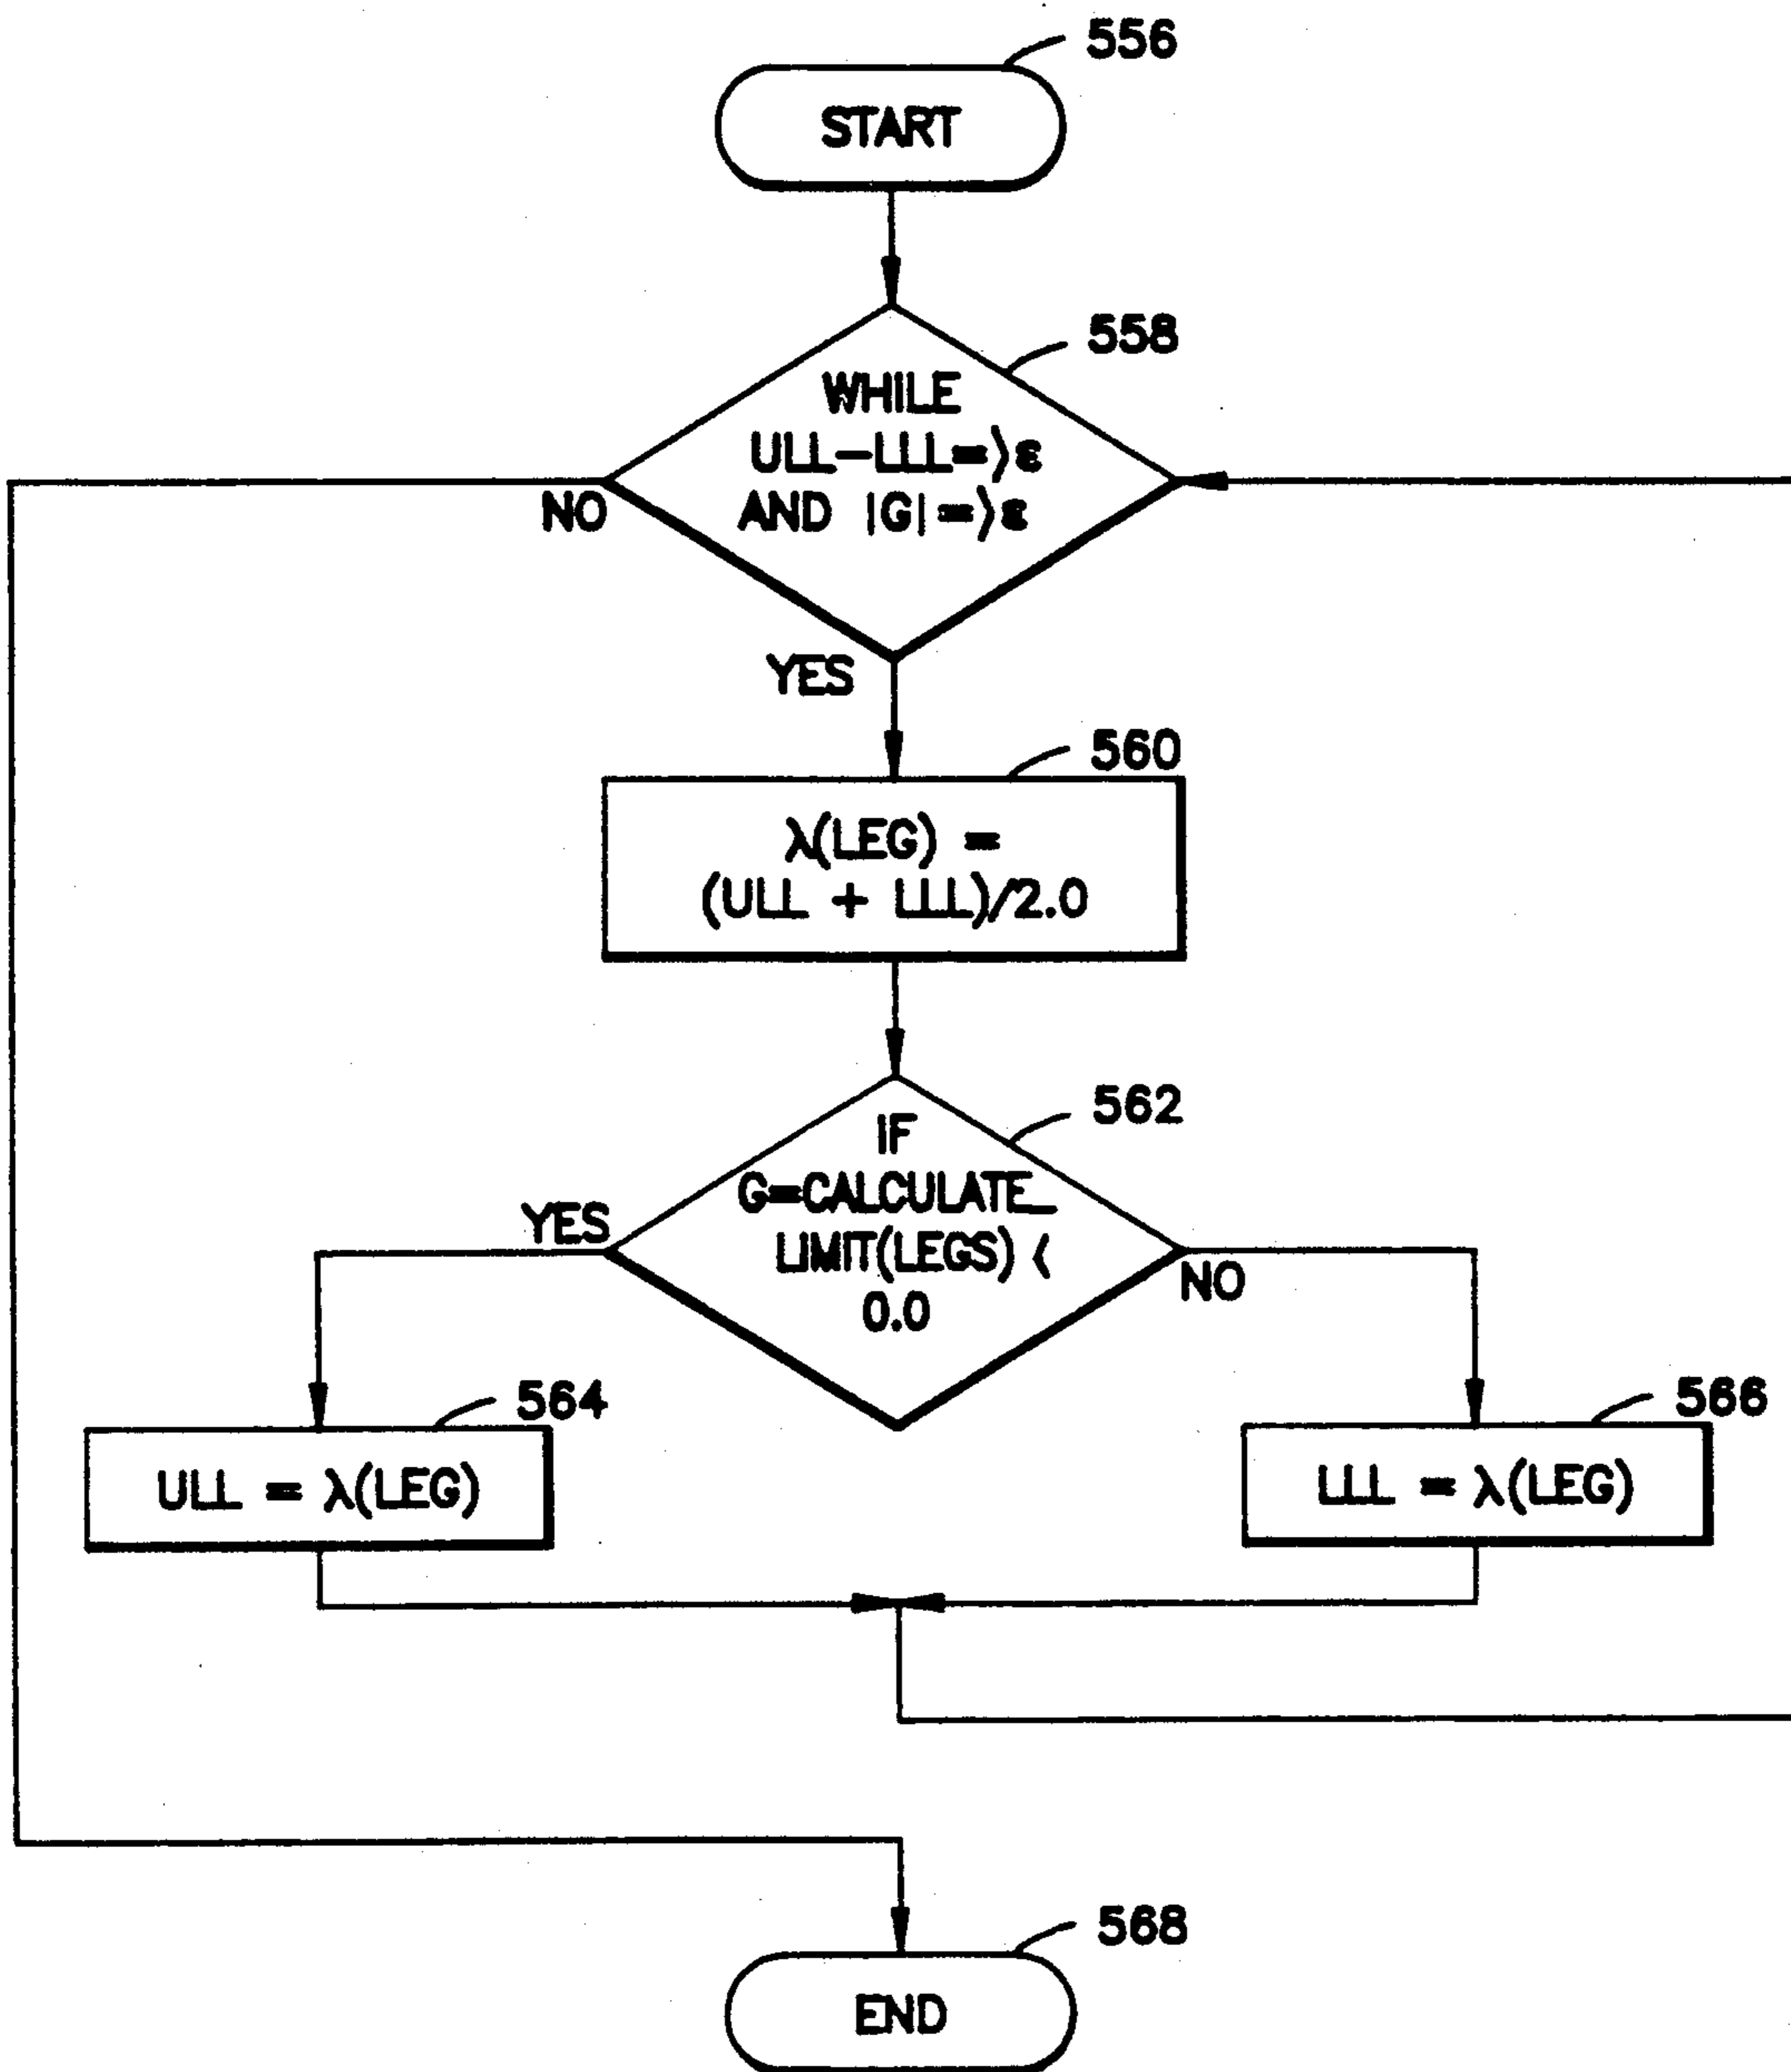 556
START
558
WHILE
ULL-LLL=>ε
AND |G|=>ε
NO
YES
560
λ(LEG) =
(ULL + LLL)/2.0
562
IF
G=CALCULATE_
LIMIT(LEGS) <
0.0
YES
NO
564
ULL = λ(LEG)
566
LLL = λ(LEG)
568
END